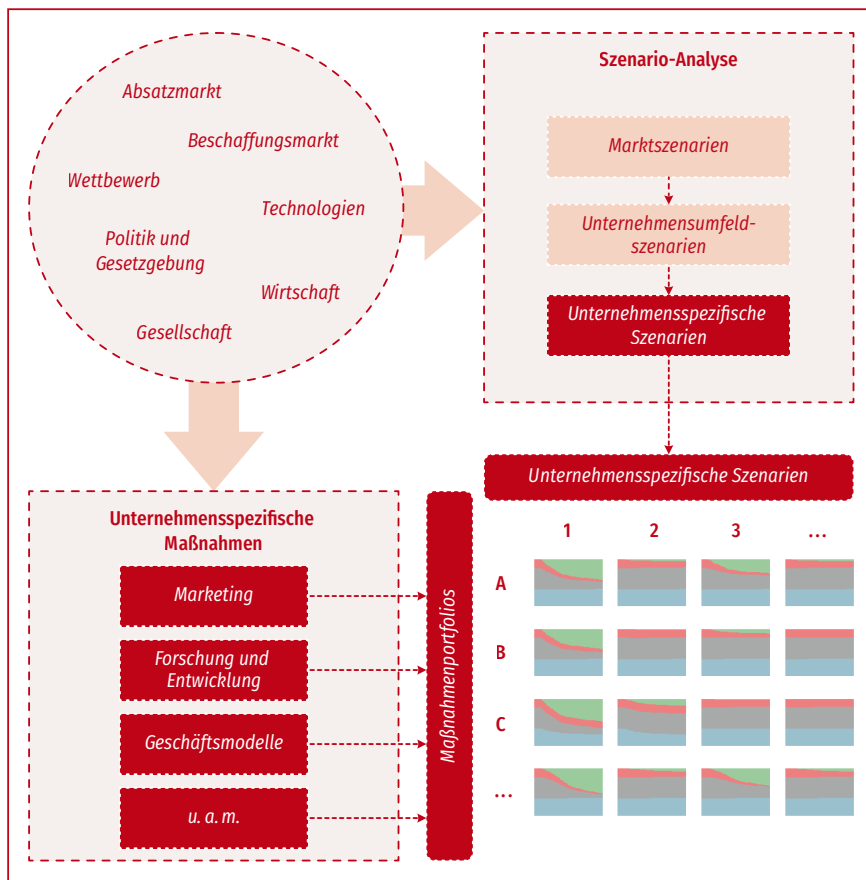 Absatzmarkt
Beschaffungsmarkt
Wettbewerb
Technologien
Politik und
Gesetzgebung
Wirtschaft
Gesellschaft
Szenario-Analyse
Marktszenarien
Unternehmensumfeld-
szenarien
Unternehmensspezifische
Szenarien
Unternehmensspezifische Szenarien
Unternehmensspezifische
Maßnahmen
Marketing
Forschung und
Entwicklung
Geschäftsmodelle
u. a. m.
Maßnahmenportfolios
1 2 3 ...
A
B
C
...